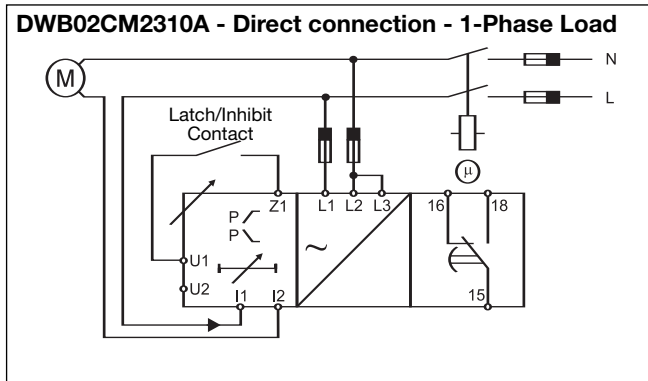 DWB02CM2310A - Direct connection - 1-Phase Load
N
M
L
Latch/Inhibit
Contact
μ
Z1 L1 L2 L3 16 18
P
P
~
U1
U2
I1 I2 15